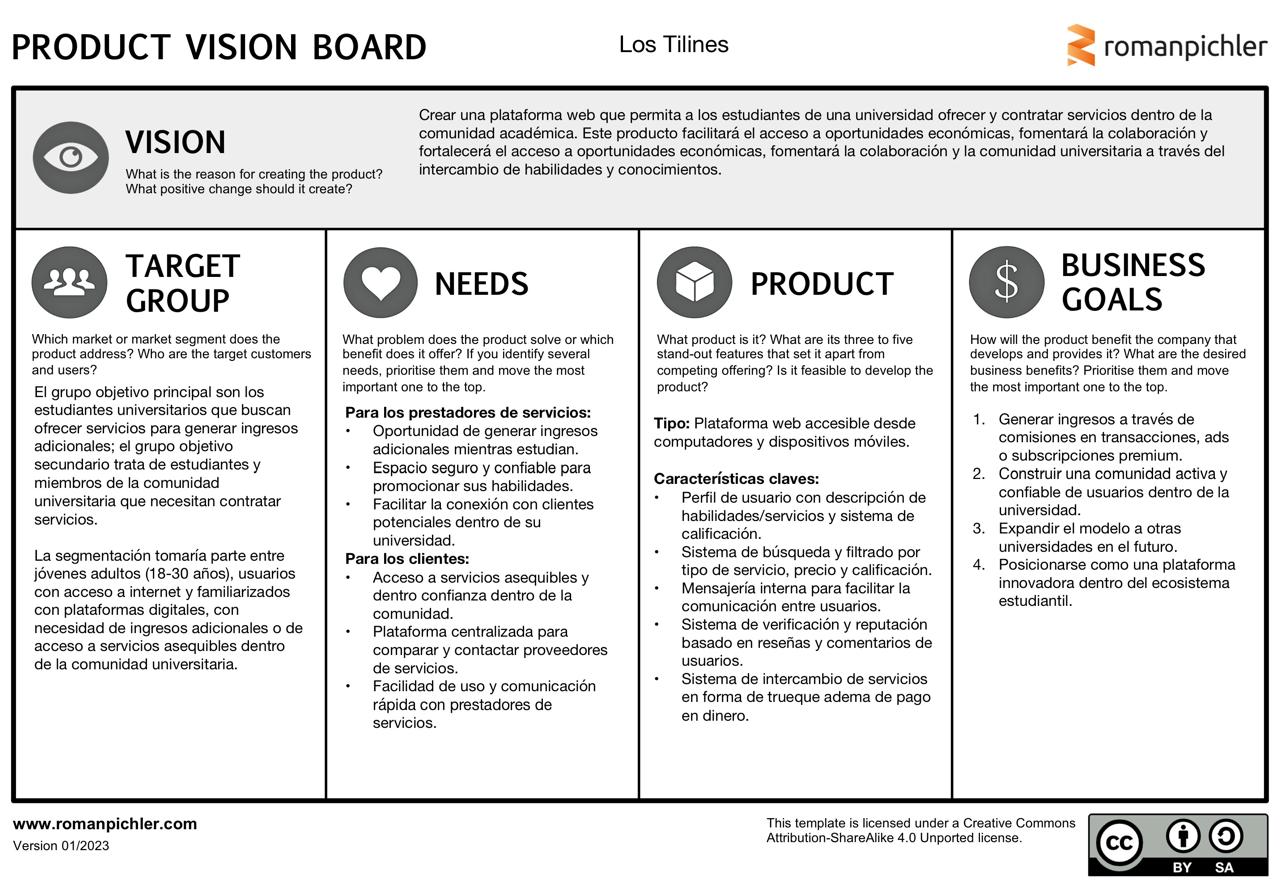 PRODUCT VISION BOARD
Los Tilines
romanpichler
VISION
What is the reason for creating the product?
What positive change should it create?
Crear una plataforma web que permita a los estudiantes de una universidad ofrecer y contratar servicios dentro de la
comunidad académica. Este producto facilitará el acceso a oportunidades económicas, fomentará la colaboración y
fortalecerá el acceso a oportunidades económicas, fomentará la colaboración y la comunidad universitaria a través del
intercambio de habilidades y conocimientos.
TARGET
GROUP
Which market or market segment does the
product address? Who are the target customers
and users?
El grupo objetivo principal son los
estudiantes universitarios que buscan
ofrecer servicios para generar ingresos
adicionales; el grupo objetivo
secundario trata de estudiantes y
miembros de la comunidad
universitaria que necesitan contratar
servicios.
La segmentación tomaría parte entre
jóvenes adultos (18-30 años), usuarios
con acceso a internet y familiarizados
con plataformas digitales, con
necesidad de ingresos adicionales o de
acceso a servicios asequibles dentro
de la comunidad universitaria.
NEEDS
What problem does the product solve or which
benefit does it offer? If you identify several
needs, prioritise them and move the most
important one to the top.
Para los prestadores de servicios:
• Oportunidad de generar ingresos
adicionales mientras estudian.
• Espacio seguro y confiable para
promocionar sus habilidades.
• Facilitar la conexión con clientes
potenciales dentro de su
universidad.
Para los clientes:
• Acceso a servicios asequibles y
dentro confianza dentro de la
comunidad.
• Plataforma centralizada para
comparar y contactar proveedores
de servicios.
• Facilidad de uso y comunicación
rápida con prestadores de
servicios.
PRODUCT
What product is it? What are its three to five
stand-out features that set it apart from
competing offering? Is it feasible to develop the
product?
Tipo: Plataforma web accesible desde
computadores y dispositivos móviles.
Características claves:
• Perfil de usuario con descripción de
habilidades/servicios y sistema de
calificación.
• Sistema de búsqueda y filtrado por
tipo de servicio, precio y calificación.
• Mensajería interna para facilitar la
comunicación entre usuarios.
• Sistema de verificación y reputación
basado en reseñas y comentarios de
usuarios.
• Sistema de intercambio de servicios
en forma de trueque adema de pago
en dinero.
BUSINESS
GOALS
How will the product benefit the company that
develops and provides it? What are the desired
business benefits? Prioritise them and move
the most important one to the top.
1. Generar ingresos a través de
comisiones en transacciones, ads
o subscripciones premium.
2. Construir una comunidad activa y
confiable de usuarios dentro de la
universidad.
3. Expandir el modelo a otras
universidades en el futuro.
4. Posicionarse como una plataforma
innovadora dentro del ecosistema
estudiantil.
www.romanpichler.com
Version 01/2023
This template is licensed under a Creative Commons
Attribution-ShareAlike 4.0 Unported license.
cc
BY SA